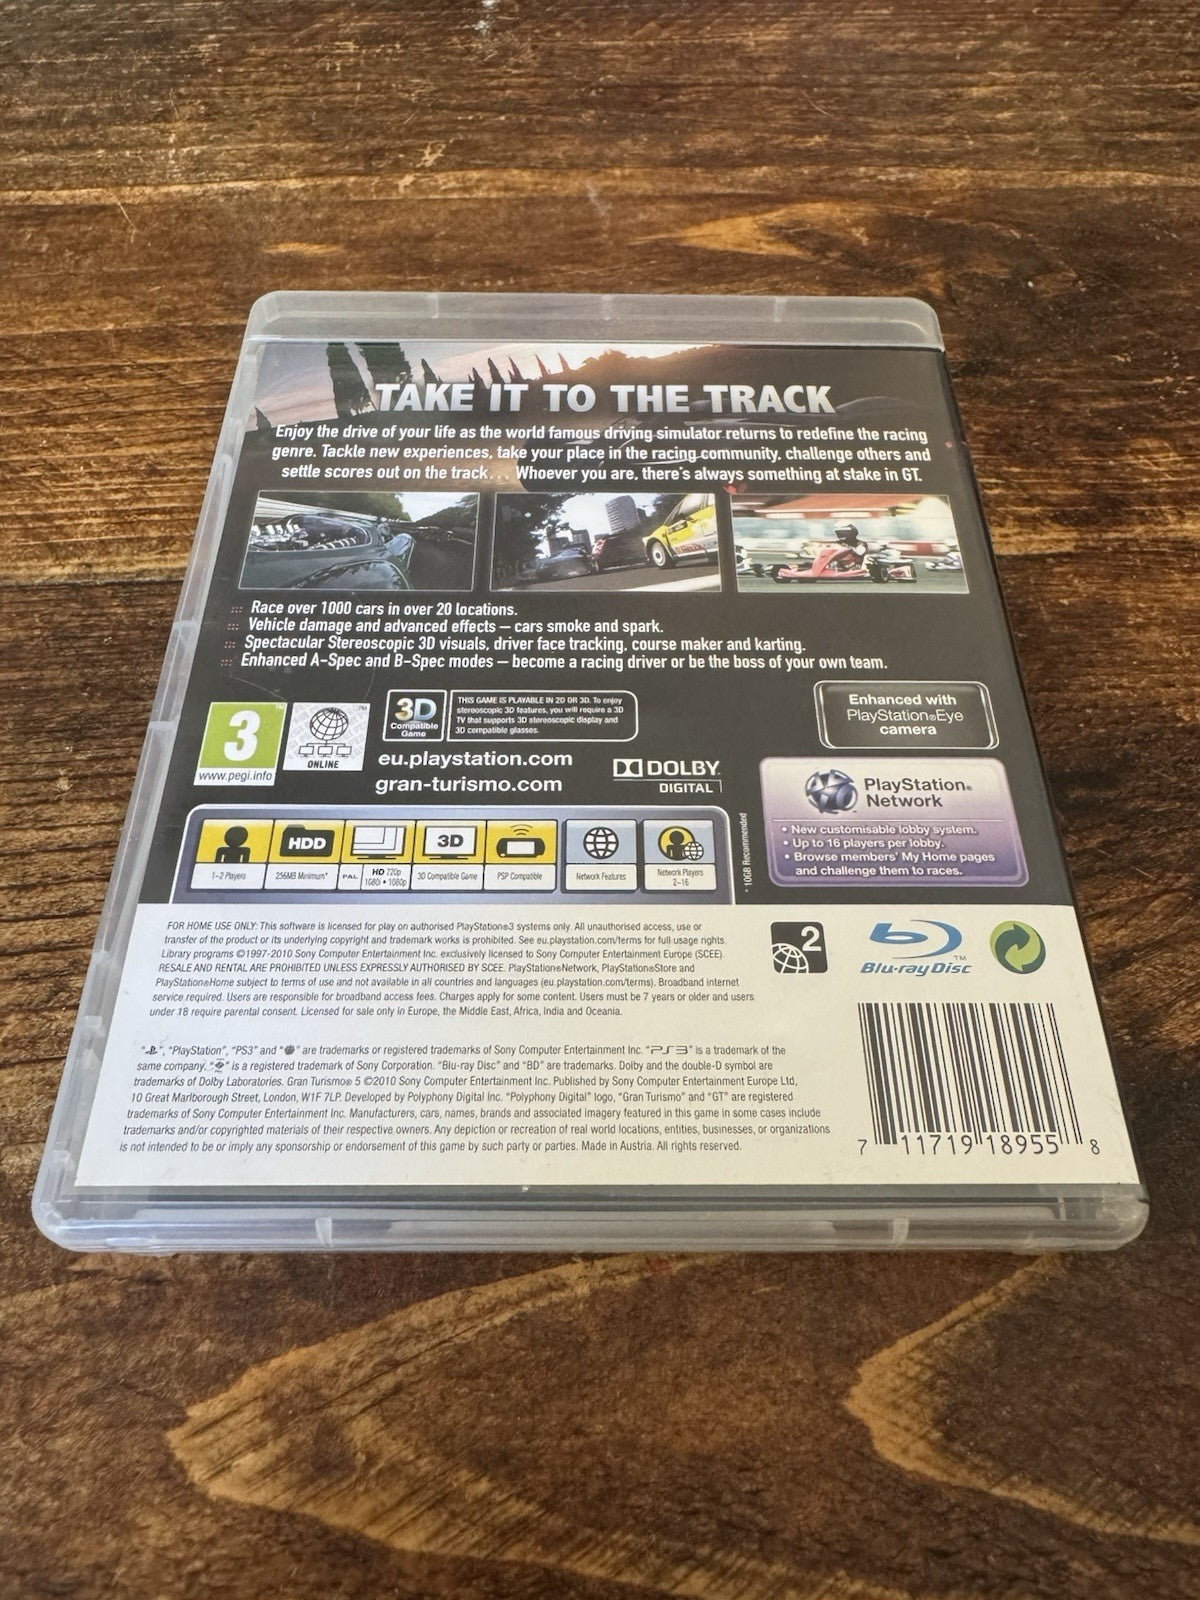 TAKE IT TO THE TRACK
Enjoy the drive of your life as the world famous driving simulator returns to redefine the racing
genre. Tackle new experiences, take your place in the racing community, challenge others and
settle scores out on the track... Whoever you are, there's always something at stake in GT.
Race over 1000 cars in over 20 locations.
Vehicle damage and advanced effects – cars smoke and spark.
Spectacular Stereoscopic 3D visuals, driver face tracking, course maker and karting.
Enhanced A-Spec and B-Spec modes – become a racing driver or be the boss of your own team.
3
www.pegi.info
ONLINE
3D
Compatible
Game
THIS GAME IS PLAYABLE IN 2D OR 3D. To enjoy
stereoscopic 3D features, you will require a 3D
TV that supports 3D stereoscopic display and
3D compatible glasses.
eu.playstation.com
gran-turismo.com
DOLBY
DIGITAL
Enhanced with
PlayStation®Eye
camera
PlayStation®
Network
• New customisable lobby system.
• Up to 16 players per lobby.
• Browse members' My Home pages
and challenge them to races.
1-2 Players
HDD
256MB Minimum*
PAL
HD 720p
1080i • 1080p
3D
3D Compatible Game
PSP Compatible
Network Features
Network Players
2-16
* 10GB Recommended
FOR HOME USE ONLY: This software is licensed for play on authorised PlayStation®3 systems only. All unauthorised access, use or
transfer of the product or its underlying copyright and trademark works is prohibited. See eu.playstation.com/terms for full usage rights.
Library programs ©1997-2010 Sony Computer Entertainment Inc. exclusively licensed to Sony Computer Entertainment Europe (SCEE).
RESALE AND RENTAL ARE PROHIBITED UNLESS EXPRESSLY AUTHORISED BY SCEE. PlayStation®Network, PlayStation®Store and
PlayStation®Home subject to terms of use and not available in all countries and languages (eu.playstation.com/terms). Broadband internet
service required. Users are responsible for broadband access fees. Charges apply for some content. Users must be 7 years or older and users
under 18 require parental consent. Licensed for sale only in Europe, the Middle East, Africa, India and Oceania.
2
Blu-ray Disc™
" ", "PlayStation", "PS3" and " " are trademarks or registered trademarks of Sony Computer Entertainment Inc. "PS3" is a trademark of the
same company. " " is a registered trademark of Sony Corporation. "Blu-ray Disc" and "BD" are trademarks. Dolby and the double-D symbol are
trademarks of Dolby Laboratories. Gran Turismo® 5 ©2010 Sony Computer Entertainment Inc. Published by Sony Computer Entertainment Europe Ltd,
10 Great Marlborough Street, London, W1F 7LP. Developed by Polyphony Digital Inc. "Polyphony Digital" logo, "Gran Turismo" and "GT" are registered
trademarks of Sony Computer Entertainment Inc. Manufacturers, cars, names, brands and associated imagery featured in this game in some cases include
trademarks and/or copyrighted materials of their respective owners. Any depiction or recreation of real world locations, entities, businesses, or organizations
is not intended to be or imply any sponsorship or endorsement of this game by such party or parties. Made in Austria. All rights reserved.
7 11719 18955 8